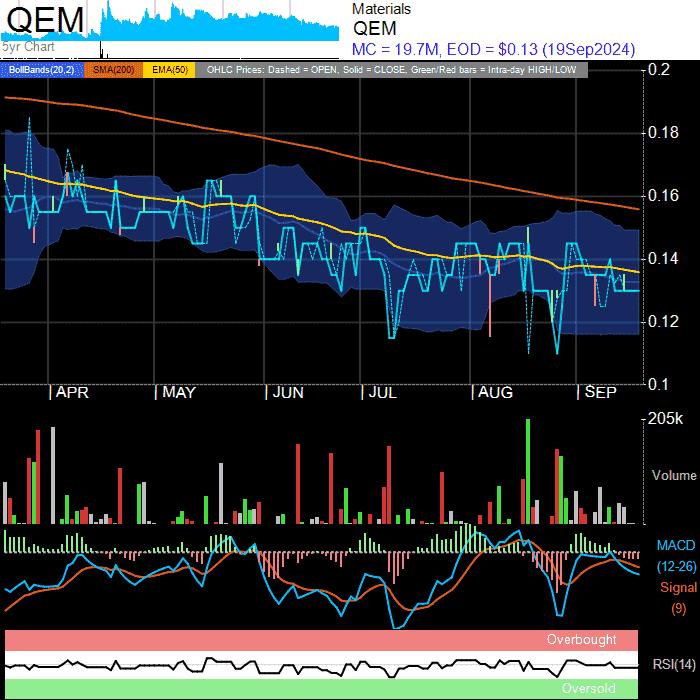 QEM
5yr Chart
Materials
QEM
MC = 19.7M, EOD = $0.13 (19Sep2024)
BollBands(20,2) SMA(200) EMA(50) OHLC Prices: Dashed = OPEN, Solid = CLOSE, Green/Red bars = Intra-day HIGH/LOW
0.2
0.18
0.16
0.14
0.12
0.1
APR MAY JUN JUL AUG SEP
205k
Volume
MACD
(12-26)
Signal
(9)
Overbought
RSI(14)
Oversold